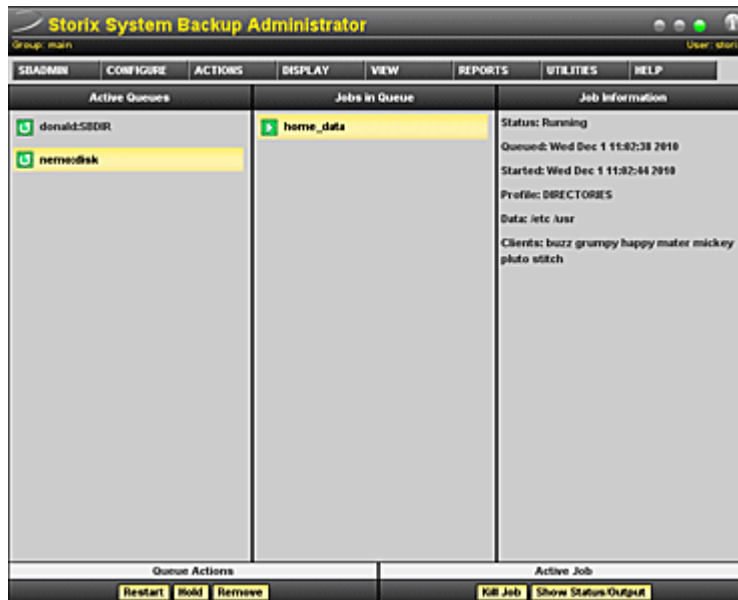 Storix System Backup Administrator
Group: main
User: stori
SBADMIN CONFIGURE ACTIONS DISPLAY VIEW REPORTS UTILITIES HELP
Active Queues
Jobs in Queue
Job Information
donald:SBDIR
nemo:disk
home_data
Status: Running
Queued: Wed Dec 1 11:02:38 2010
Started: Wed Dec 1 11:02:44 2010
Profile: DIRECTORIES
Data: /etc /usr
Clients: buzz grumpy happy mater mickey
pluto stitch
Queue Actions
Active Job
Restart Hold Remove
Kill Job Show Status/Output